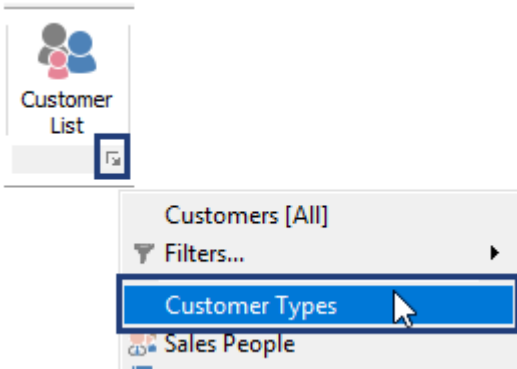 Customer
List
Customers [All]
Filters...
Customer Types
Sales People